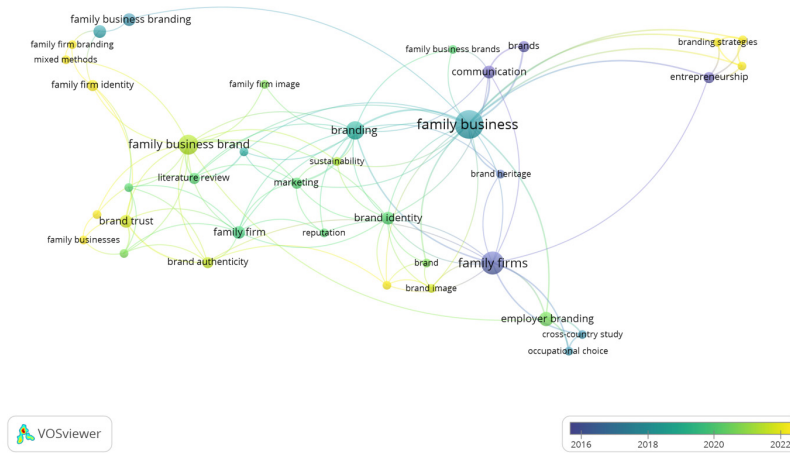 family business branding
family firm branding
mixed methods
family firm identity
family business brands
brands
communication
branding strategies
entrepreneurship
family firm image
family business
branding
family business brand
sustainability
literature review
marketing
brand heritage
brand trust
brand identity
family firm
reputation
family businesses
brand authenticity
brand
family firms
brand image
employer branding
cross-country study
occupational choice
VOSviewer
2016 2018 2020 2022